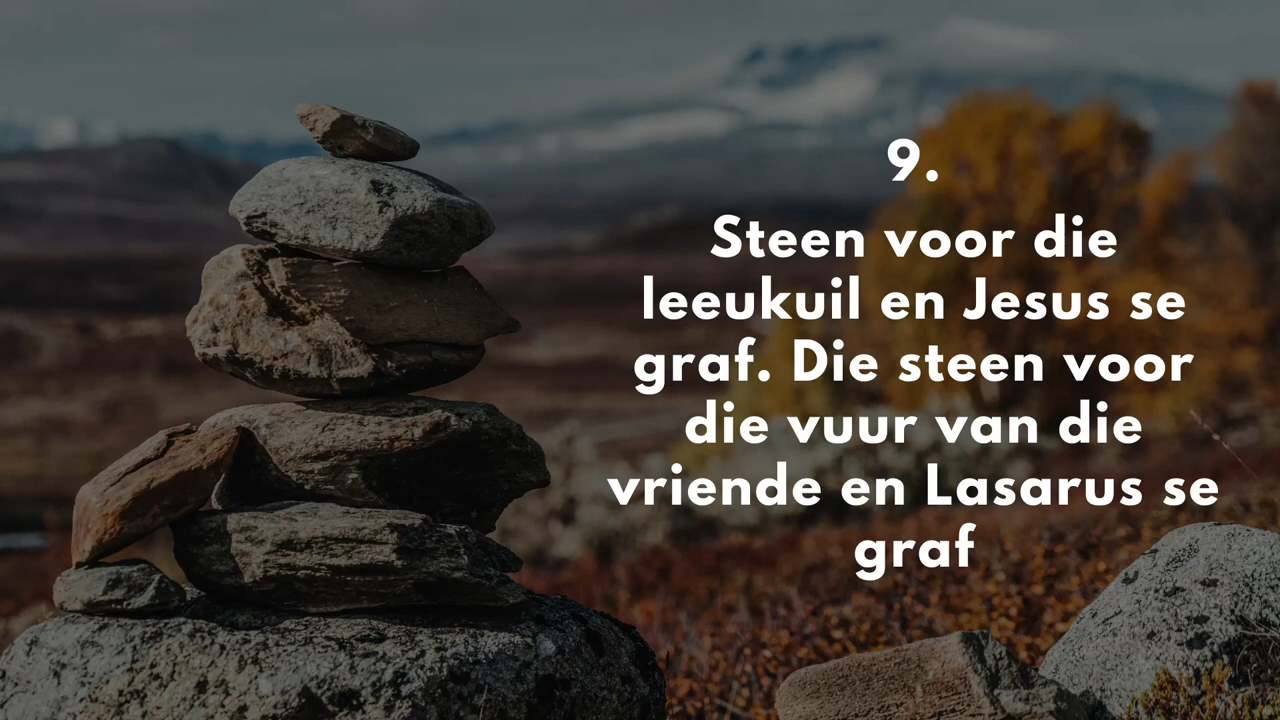 9.
Steen voor die
leeukuil en Jesus se
graf. Die steen voor
die vuur van die
vriende en Lasarus se
graf